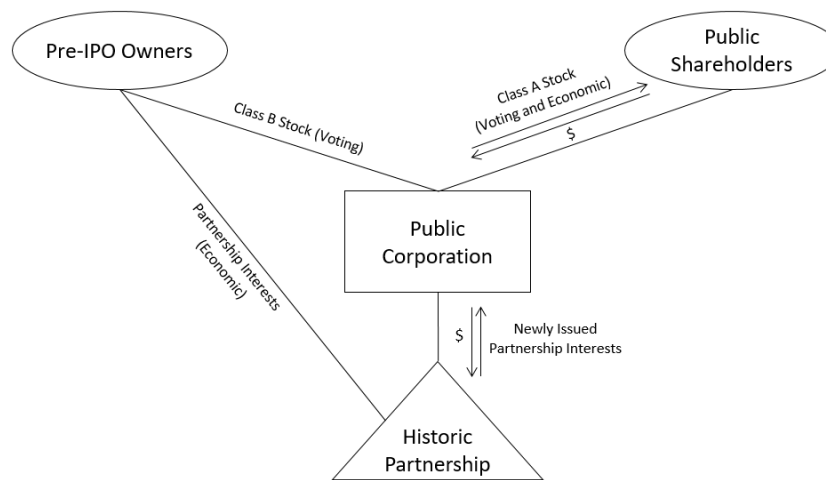 Pre-IPO Owners
Public
Shareholders
Class B Stock (Voting)
Class A Stock
(Voting and Economic)
$
Partnership Interests
(Economic)
Public
Corporation
$
Newly Issued
Partnership Interests
Historic
Partnership